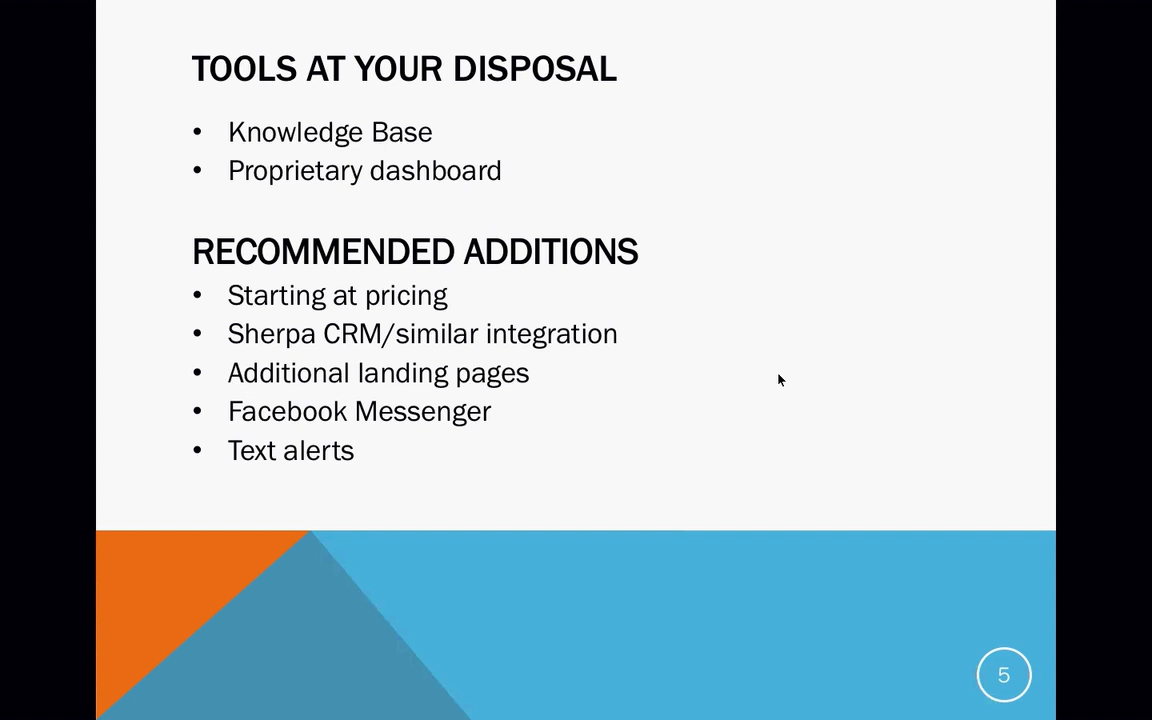 TOOLS AT YOUR DISPOSAL
• Knowledge Base
• Proprietary dashboard
RECOMMENDED ADDITIONS
• Starting at pricing
• Sherpa CRM/similar integration
• Additional landing pages
• Facebook Messenger
• Text alerts
5